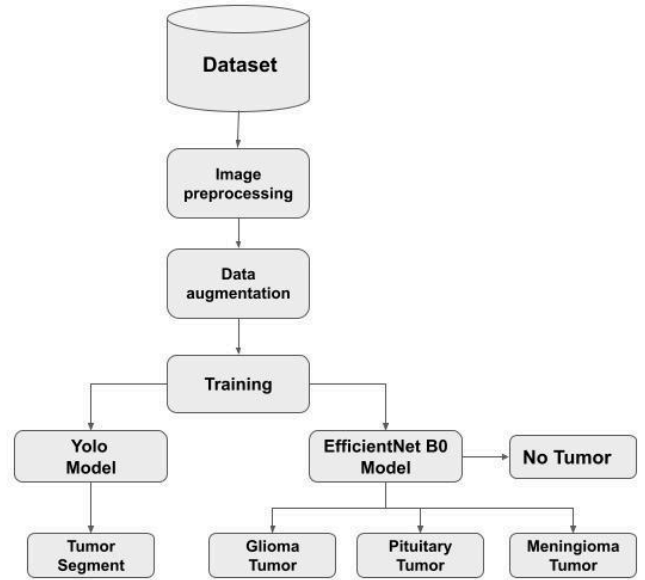 Dataset
Image
preprocessing
Data
augmentation
Training
Yolo
Model
EfficientNet B0
Model
No Tumor
Tumor
Segment
Glioma
Tumor
Pituitary
Tumor
Meningioma
Tumor